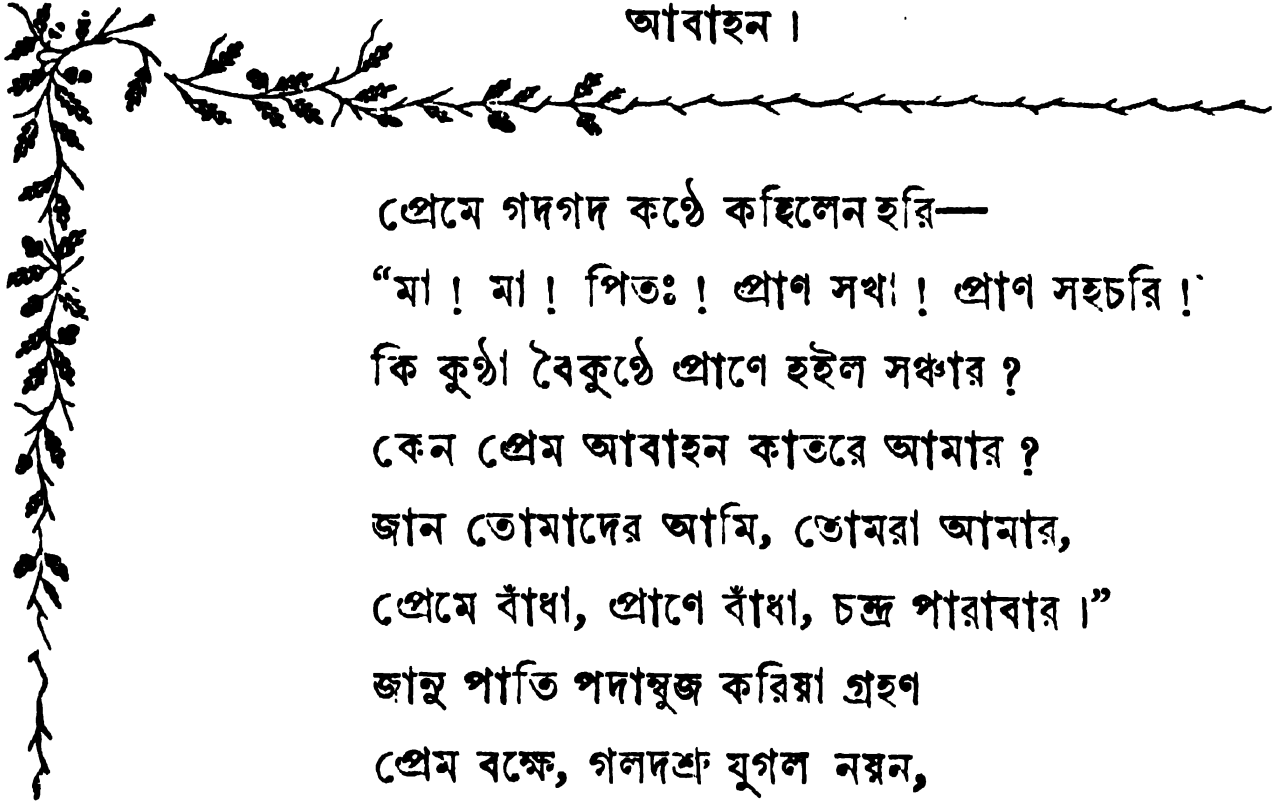 আবাহন।
প্রেমে গদগদ কণ্ঠে কহিলেন হরি—
“মা ! মা ! পিতঃ ! প্রাণ সখা ! প্রাণ সহচরি !
কি কুণ্ঠা বৈকুণ্ঠে প্রাণে হইল সঞ্চার ?
কেন প্রেম আবাহন কাতরে আমার ?
জান তোমাদের আমি, তোমরা আমার,
প্রেমে বাঁধা, প্রাণে বাঁধা, চন্দ্র পারাবার।”
জানু পাতি পদাম্বুজ করিয়া গ্রহণ
প্রেম বক্ষে, গলদশ্রু যুগল নয়ন,